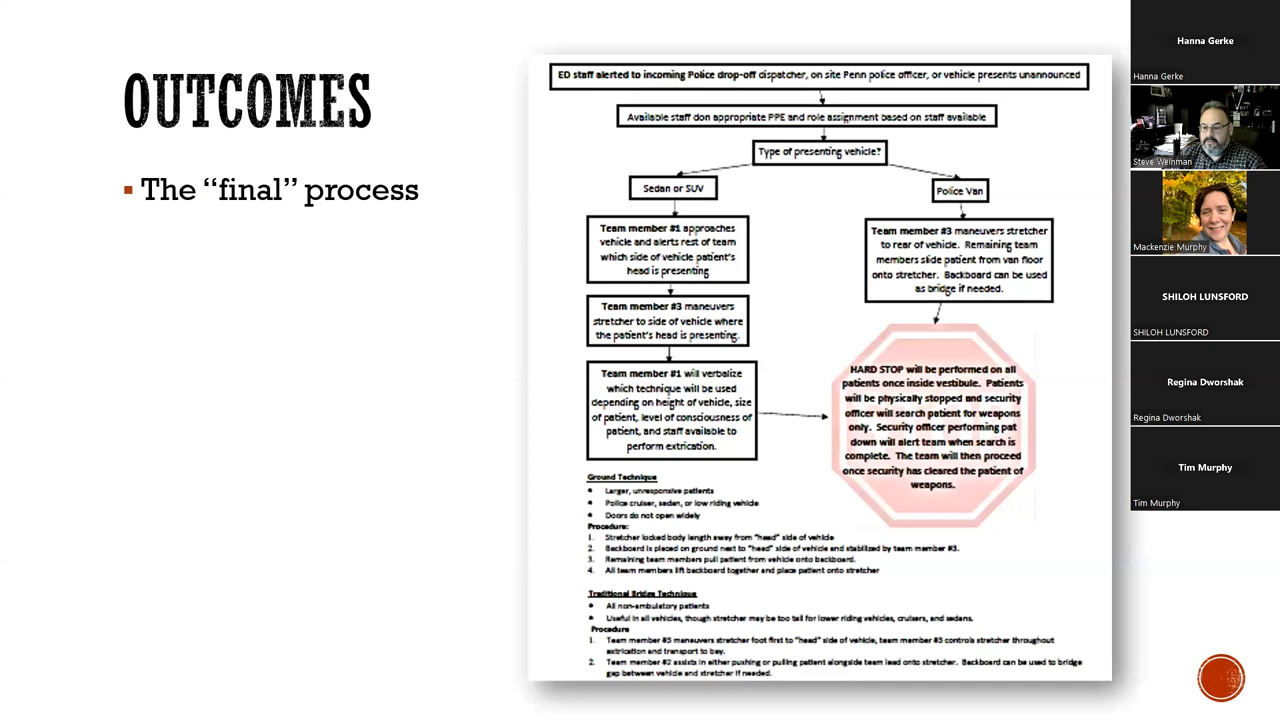 OUTCOMES
▪ The “final” process
ED staff alerted to incoming Police drop-off dispatcher, on site Penn police officer, or vehicle presents unannounced
Available staff don appropriate PPE and role assignment based on staff available
Type of presenting vehicle?
Sedan or SUV
Police Van
Team member #1 approaches
vehicle and alerts rest of team
which side of vehicle patient's
head is presenting
Team member #3 maneuvers
stretcher to side of vehicle where
the patient's head is presenting.
Team member #1 will verbalize
which technique will be used
depending on height of vehicle, size
of patient, level of consciousness of
patient, and staff available to
perform extrication.
Team member #3 maneuvers stretcher
to rear of vehicle. Remaining team
members slide patient from van floor
onto stretcher. Backboard can be used
as bridge if needed.
HARD STOP will be performed on all
patients once inside vestibule. Patients
will be physically stopped and security
officer will search patient for weapons
only. Security officer performing pat
down will alert team when search is
complete. The team will then proceed
once security has cleared the patient of
weapons.
Ground Technique
• Larger, unresponsive patients
• Police cruiser, sedan, or low riding vehicle
• Doors do not open widely
Procedure:
1. Stretcher locked body length away from "head" side of vehicle
2. Backboard is placed on ground next to "head" side of vehicle and stabilized by team member #3.
3. Remaining team members pull patient from vehicle onto backboard.
4. All team members lift backboard together and place patient onto stretcher
Traditional Bridge Technique
• All non-ambulatory patients
• Useful in all vehicles, though stretcher may be too tall for lower riding vehicles, cruisers, and sedans.
Procedure
1. Team member #3 maneuvers stretcher foot first to "head" side of vehicle, team member #3 controls stretcher throughout
extrication and transport to bay.
2. Team member #2 assists in either pushing or pulling patient alongside team lead onto stretcher. Backboard can be used to bridge
gap between vehicle and stretcher if needed.
Hanna Gerke
Hanna Gerke
Steve Weinman
Mackenzie Murphy
SHILOH LUNSFORD
SHILOH LUNSFORD
Regina Dworshak
Regina Dworshak
Tim Murphy
Tim Murphy